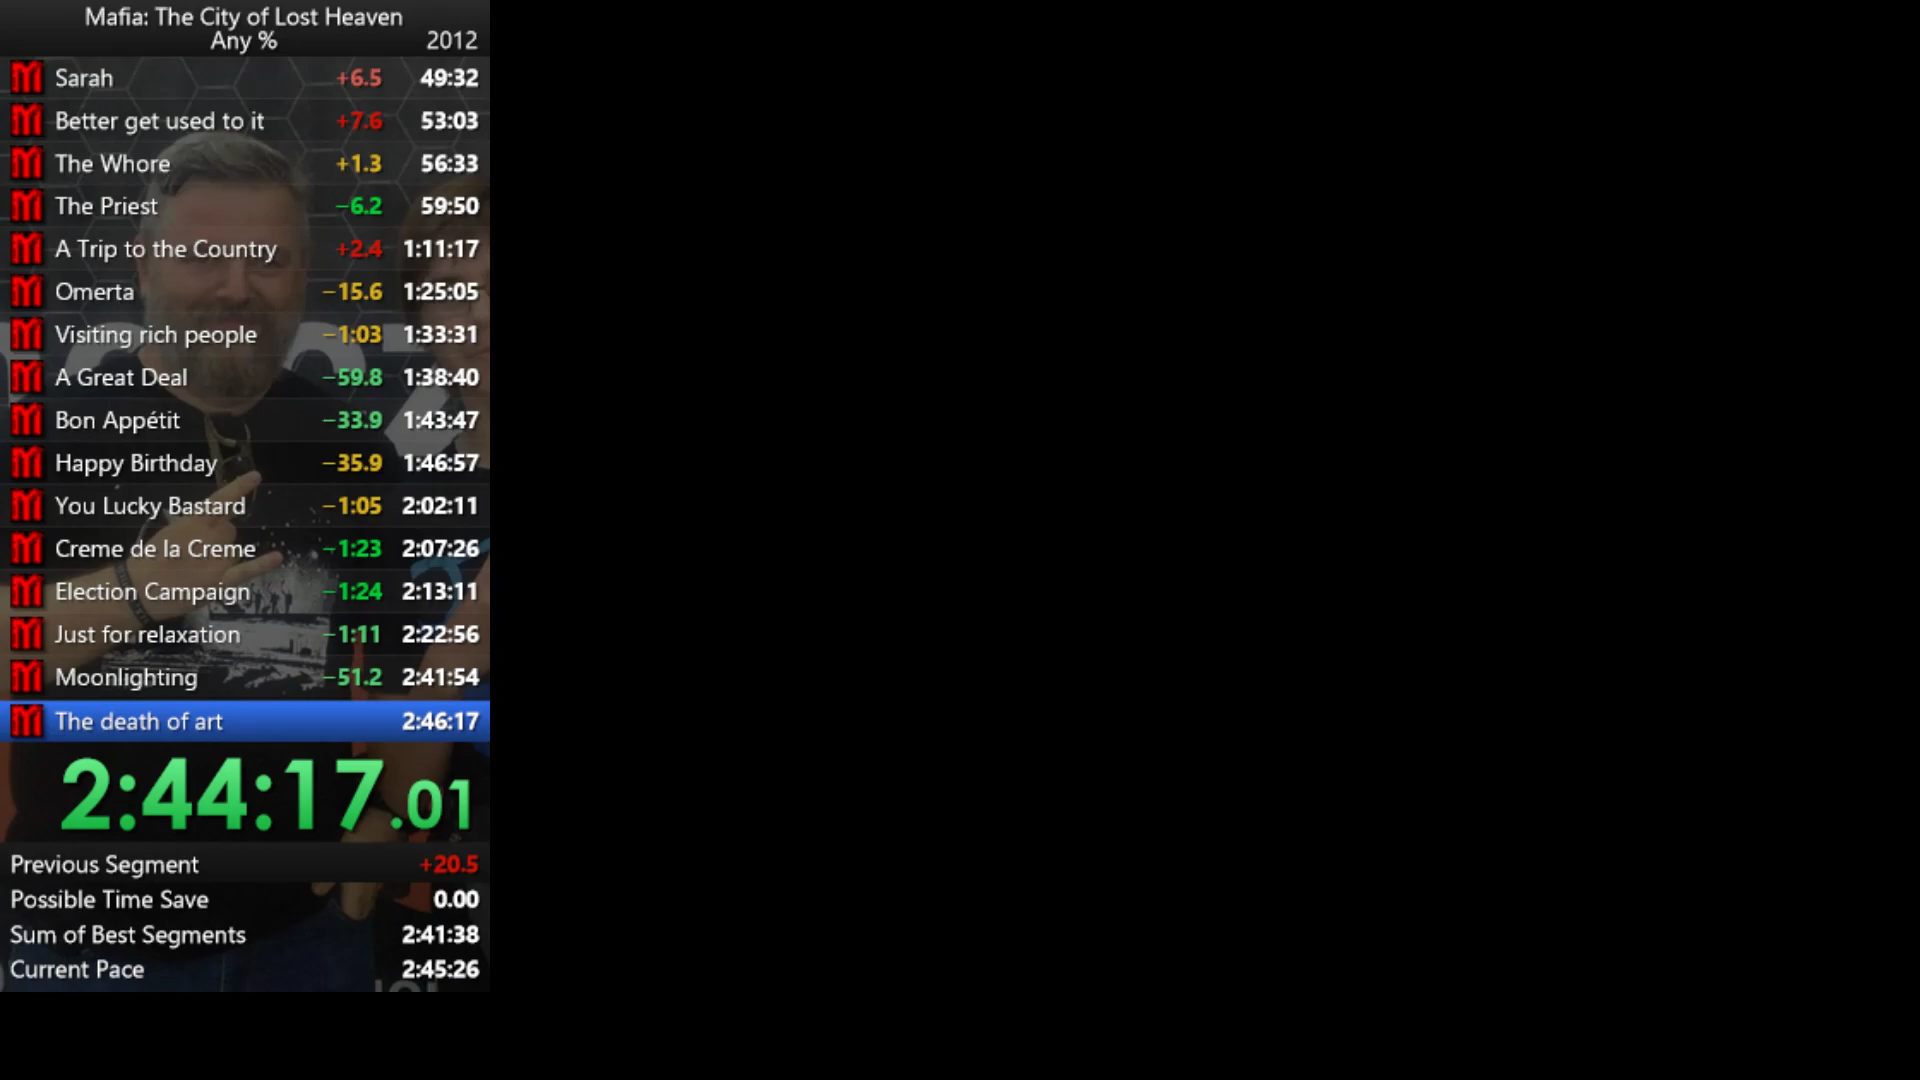 Mafia: The City of Lost Heaven
Any % 2012
Sarah +6.5 49:32
Better get used to it +7.6 53:03
The Whore +1.3 56:33
The Priest −6.2 59:50
A Trip to the Country +2.4 1:11:17
Omerta −15.6 1:25:05
Visiting rich people −1:03 1:33:31
A Great Deal −59.8 1:38:40
Bon Appétit −33.9 1:43:47
Happy Birthday −35.9 1:46:57
You Lucky Bastard −1:05 2:02:11
Creme de la Creme −1:23 2:07:26
Election Campaign −1:24 2:13:11
Just for relaxation −1:11 2:22:56
Moonlighting −51.2 2:41:54
The death of art 2:46:17
2:44:17.01
Previous Segment +20.5
Possible Time Save 0.00
Sum of Best Segments 2:41:38
Current Pace 2:45:26